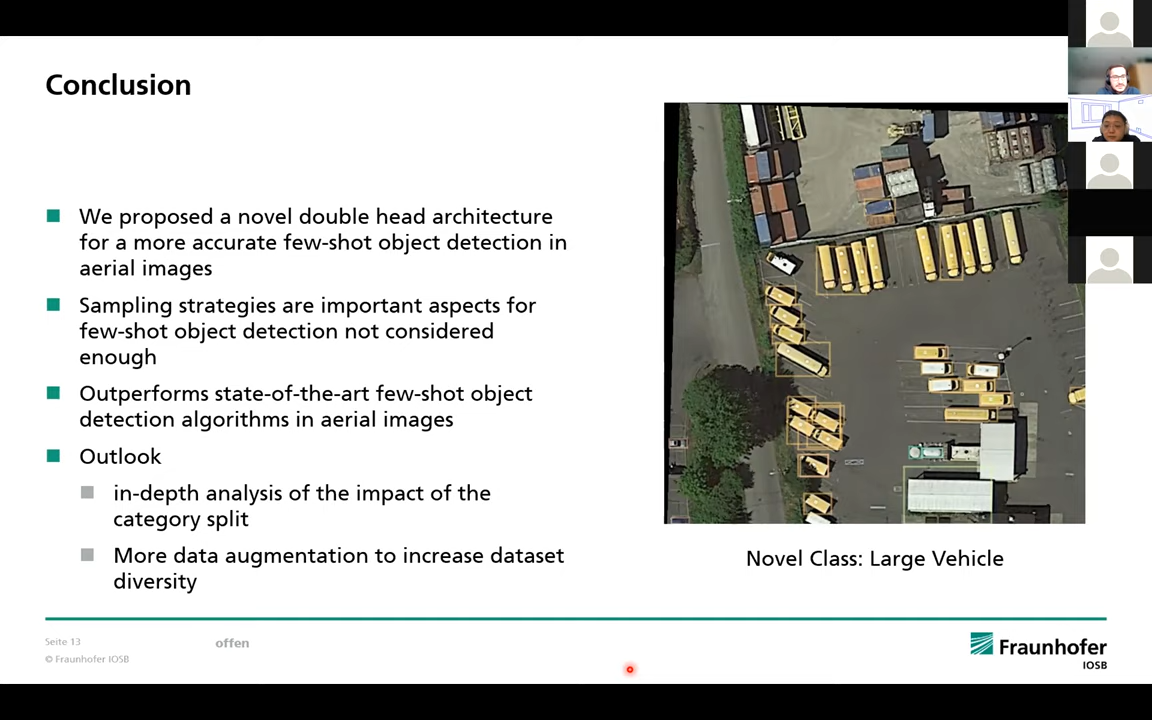 Conclusion
We proposed a novel double head architecture
for a more accurate few-shot object detection in
aerial images
Sampling strategies are important aspects for
few-shot object detection not considered
enough
Outperforms state-of-the-art few-shot object
detection algorithms in aerial images
Outlook
in-depth analysis of the impact of the
category split
More data augmentation to increase dataset
diversity
Novel Class: Large Vehicle
Seite 13
offen
© Fraunhofer IOSB
Fraunhofer
IOSB